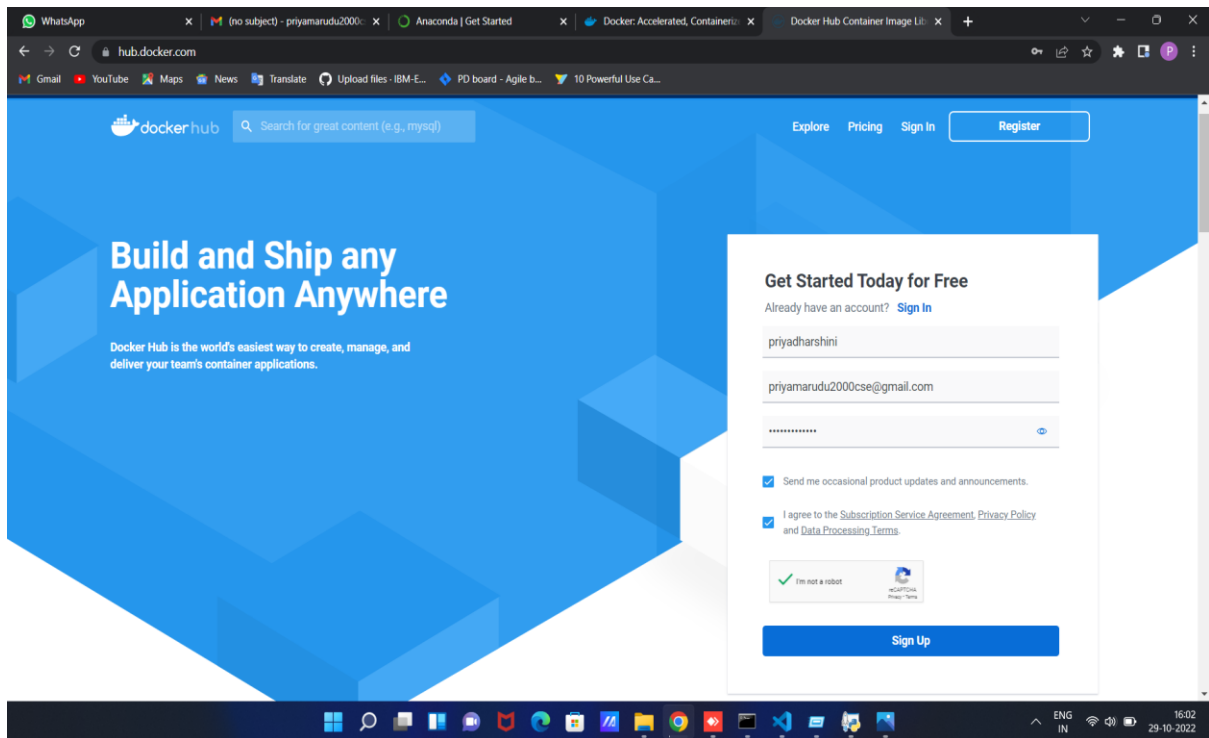 WhatsApp
(no subject) - priyamarudu2000c
Anaconda | Get Started
Docker: Accelerated, Containeriz
Docker Hub Container Image Lib
hub.docker.com
Gmail
YouTube
Maps
News
Translate
Upload files · IBM-E...
PD board - Agile b...
10 Powerful Use Ca...
P
docker hub
Search for great content (e.g., mysql)
Explore
Pricing
Sign In
Register
Build and Ship any
Application Anywhere
Docker Hub is the world's easiest way to create, manage, and
deliver your team's container applications.
Get Started Today for Free
Already have an account? Sign In
priyadharshini
priyamarudu2000cse@gmail.com
•••••••••••••
Send me occasional product updates and announcements.
I agree to the Subscription Service Agreement, Privacy Policy
and Data Processing Terms.
I'm not a robot
reCAPTCHA
Privacy - Terms
Sign Up
ENG
IN
16:02
29-10-2022